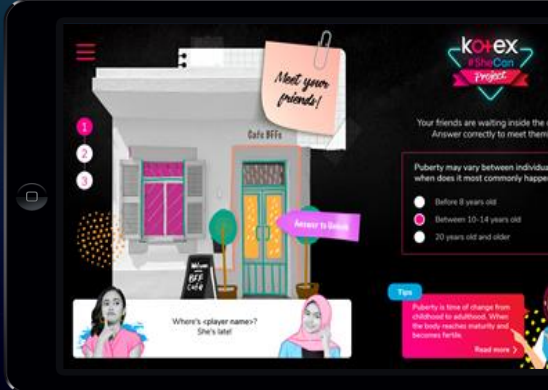 Meet your
friends!
kotex
#SheCan
Project
Cafe BFFs
1
2
3
Your friends are waiting inside the
Answer correctly to meet them
Puberty may vary between
when does it most commonly
Before 8 years old
Between 10-14 years old
20 years old and older
Answer to
Welcome
BFF
Cafe
Where's <player name>?
She's late!
Tips
Puberty is time of change from
childhood to adulthood. When
the body reaches maturity and
becomes fertile.
Read more >